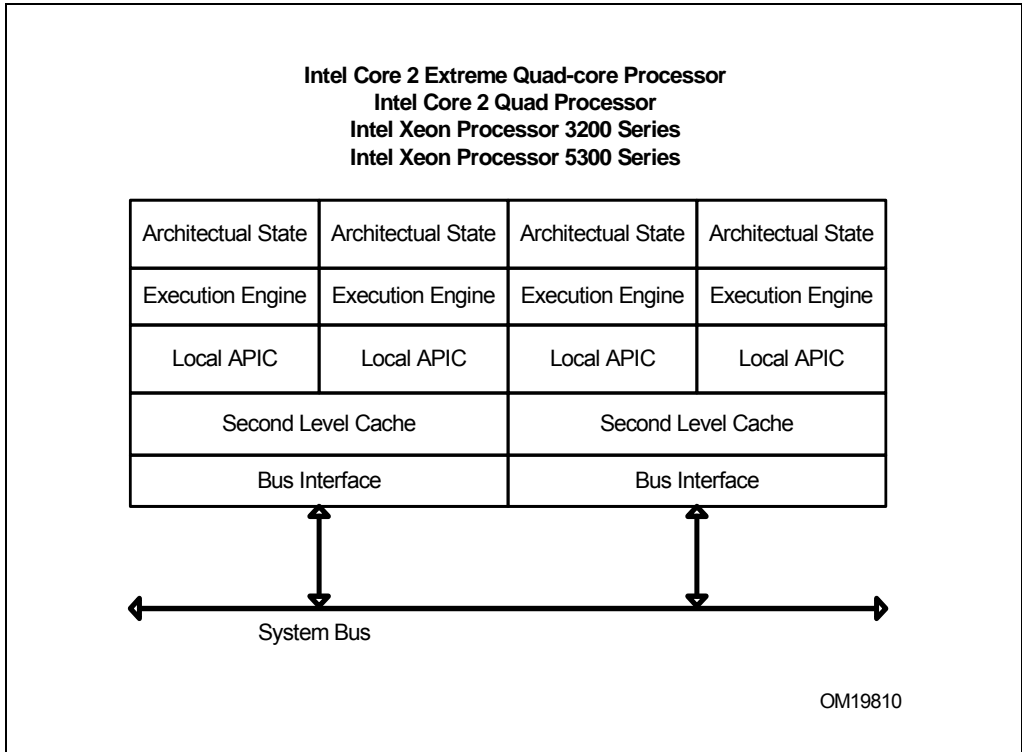 Intel Core 2 Extreme Quad-core Processor
Intel Core 2 Quad Processor
Intel Xeon Processor 3200 Series
Intel Xeon Processor 5300 Series
Architectual State Architectual State Architectual State Architectual State
Execution Engine Execution Engine Execution Engine Execution Engine
Local APIC Local APIC Local APIC Local APIC
Second Level Cache Second Level Cache
Bus Interface Bus Interface
System Bus
OM19810